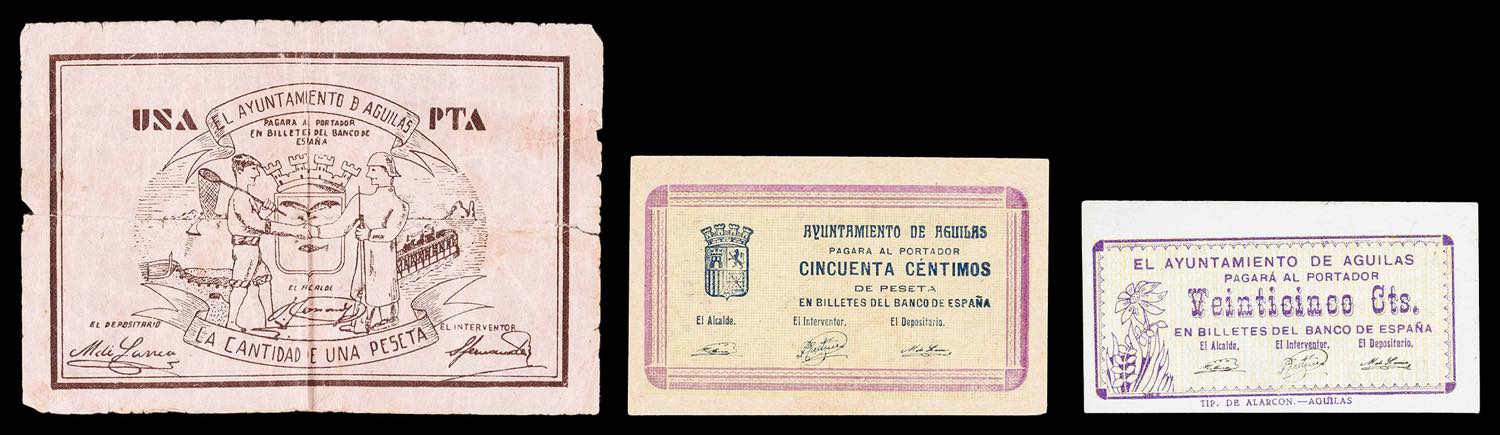 UNA PTA
EL AYUNTAMIENTO D AGUILAS
PAGARA AL PORTADOR
EN BILLETES DEL BANCO DE
ESPAÑA
EL ALCALDE
EL DEPOSITARIO
EL INTERVENTOR
LA CANTIDAD E UNA PESETA
AYUNTAMIENTO DE AGUILAS
PAGARA AL PORTADOR
CINCUENTA CÉNTIMOS
DE PESETA
EN BILLETES DEL BANCO DE ESPAÑA
El Alcalde. El Interventor. El Depositario.
EL AYUNTAMIENTO DE AGUILAS
PAGARÁ AL PORTADOR
Veinticinco Cts.
EN BILLETES DEL BANCO DE ESPAÑA
El Alcalde, El Interventor, El Depositario,
TIP. DE ALARCON.—AGUILAS